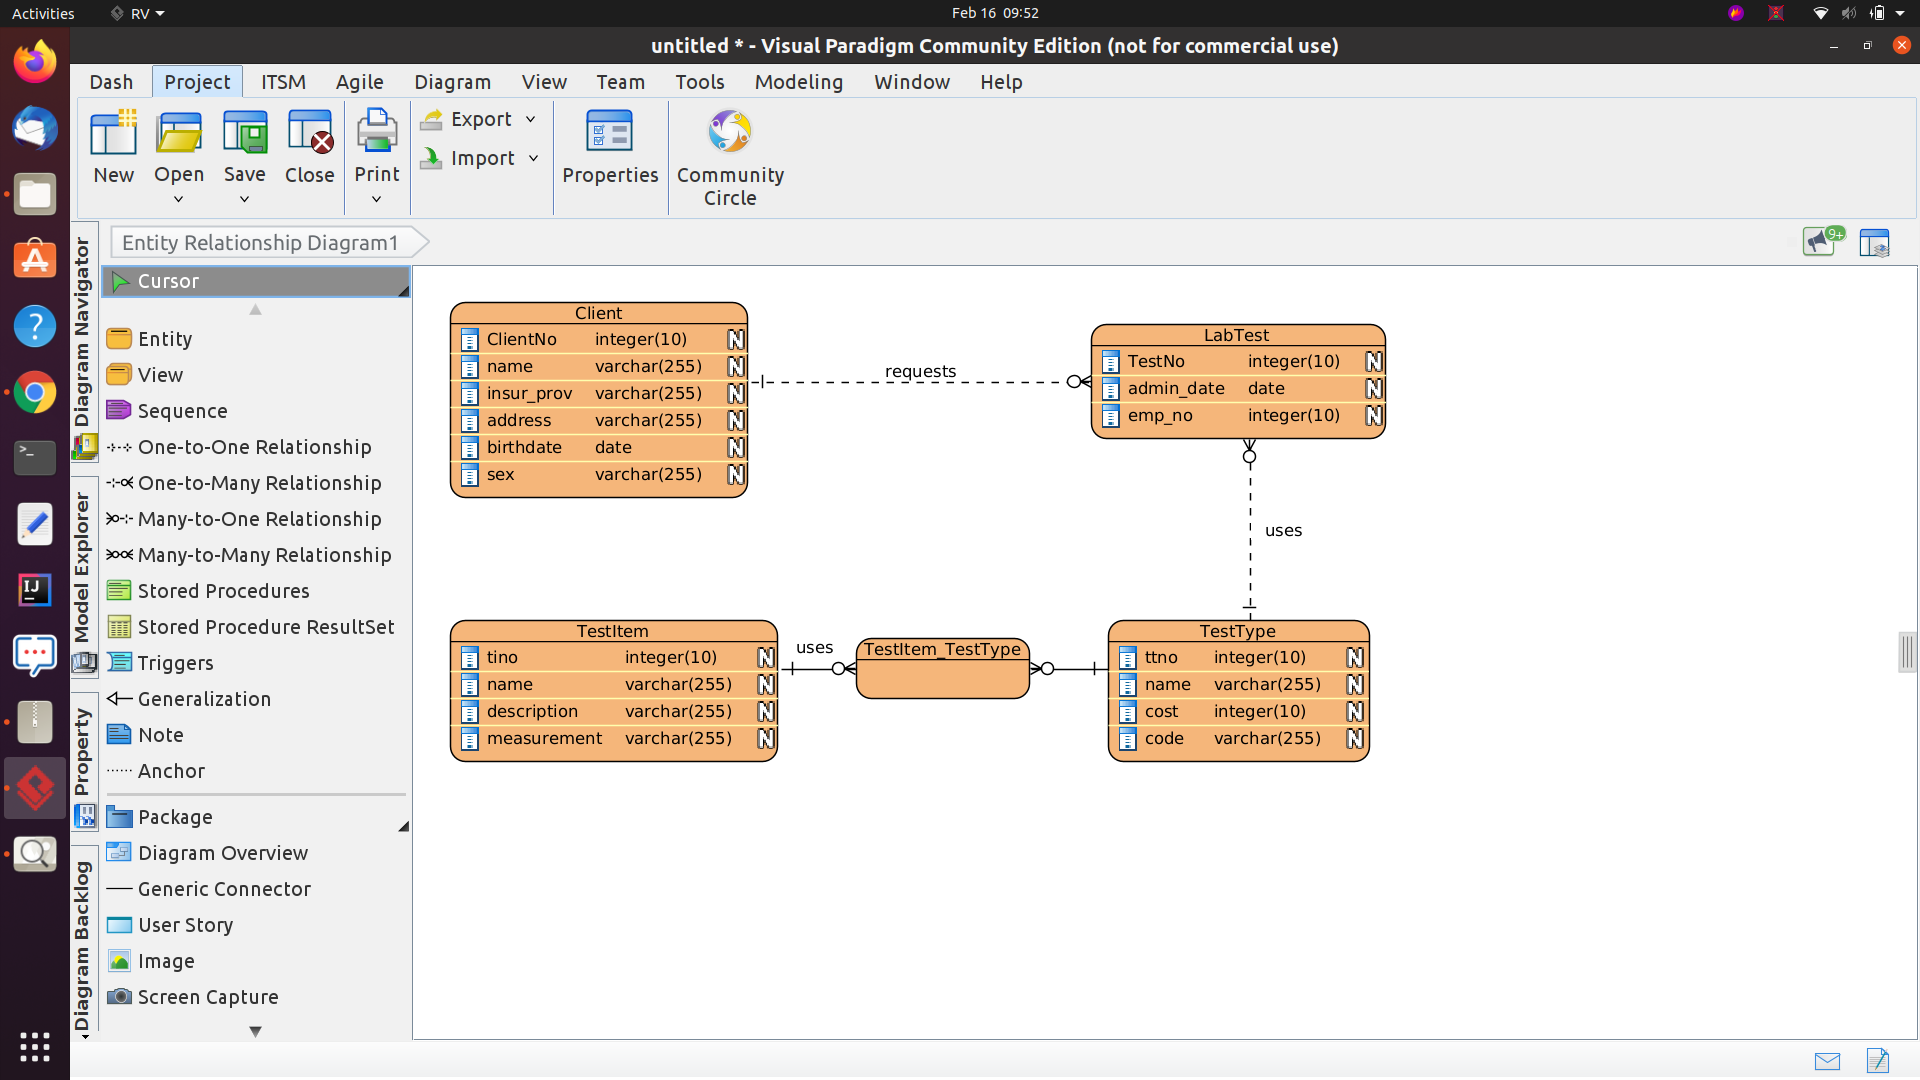 Activities
RV
Feb 16 09:52
untitled * - Visual Paradigm Community Edition (not for commercial use)
Dash Project ITSM Agile Diagram View Team Tools Modeling Window Help
New
Open
Save
Close
Print
Export
Import
Properties
Community
Circle
Diagram Navigator
Model Explorer
Property
Diagram Backlog
Entity Relationship Diagram1
9+
Cursor
Entity
View
Sequence
One-to-One Relationship
One-to-Many Relationship
Many-to-One Relationship
Many-to-Many Relationship
Stored Procedures
Stored Procedure ResultSet
Triggers
Generalization
Note
Anchor
Package
Diagram Overview
Generic Connector
User Story
Image
Screen Capture
Client
ClientNo integer(10) N
name varchar(255) N
insur_prov varchar(255) N
address varchar(255) N
birthdate date N
sex varchar(255) N
requests
LabTest
TestNo integer(10) N
admin_date date N
emp_no integer(10) N
uses
TestItem
tino integer(10) N
name varchar(255) N
description varchar(255) N
measurement varchar(255) N
uses
TestItem_TestType
TestType
ttno integer(10) N
name varchar(255) N
cost integer(10) N
code varchar(255) N